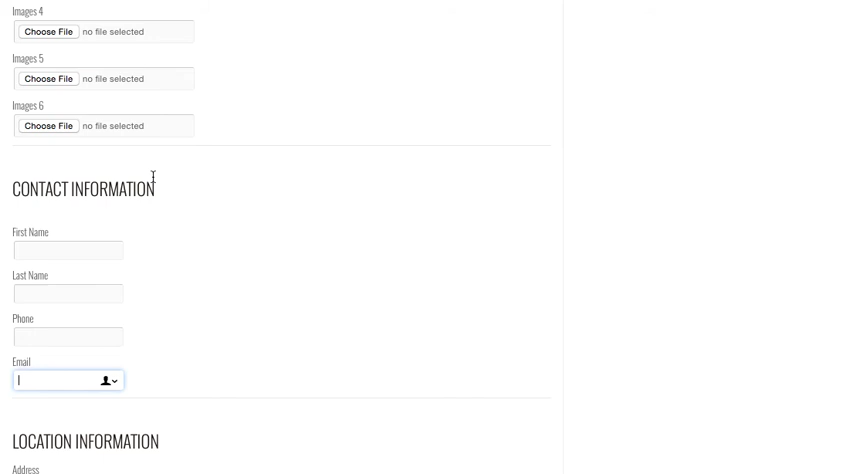 Images 4
Choose File no file selected
Images 5
Choose File no file selected
Images 6
Choose File no file selected
CONTACT INFORMATION
First Name
Last Name
Phone
Email
LOCATION INFORMATION
Address